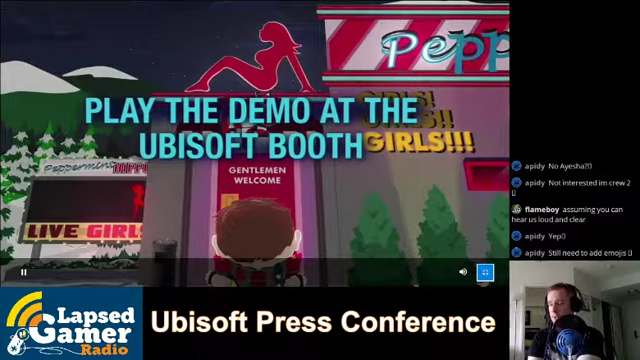 Pepp
PLAY THE DEMO AT THE
UBISOFT BOOTH
GIRLS!
GIRLS!!
GIRLS!!!
GENTLEMEN
WELCOME
Peppermint
LIVE GIRLS
apidy No Ayesha?
apidy Not interested im crew 2
flameboy assuming you can
hear us loud and clear
apidy Yep
apidy Still need to add emojis
Lapsed
Gamer
Radio
Ubisoft Press Conference